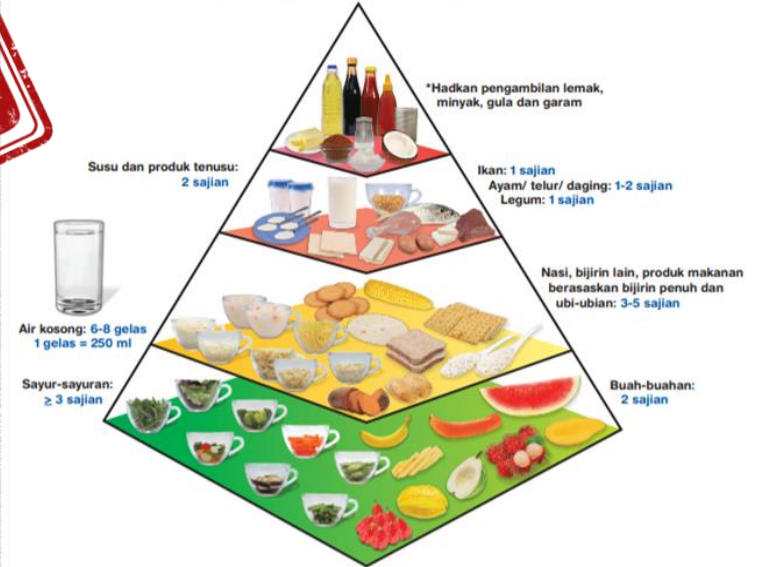 *Hadkan pengambilan lemak,
minyak, gula dan garam
Susu dan produk tenusu:
2 sajian
Ikan: 1 sajian
Ayam/ telur/ daging: 1-2 sajian
Legum: 1 sajian
Nasi, bijirin lain, produk makanan
berasaskan bijirin penuh dan
ubi-ubian: 3-5 sajian
Air kosong: 6-8 gelas
1 gelas = 250 ml
Sayur-sayuran:
≥ 3 sajian
Buah-buahan:
2 sajian